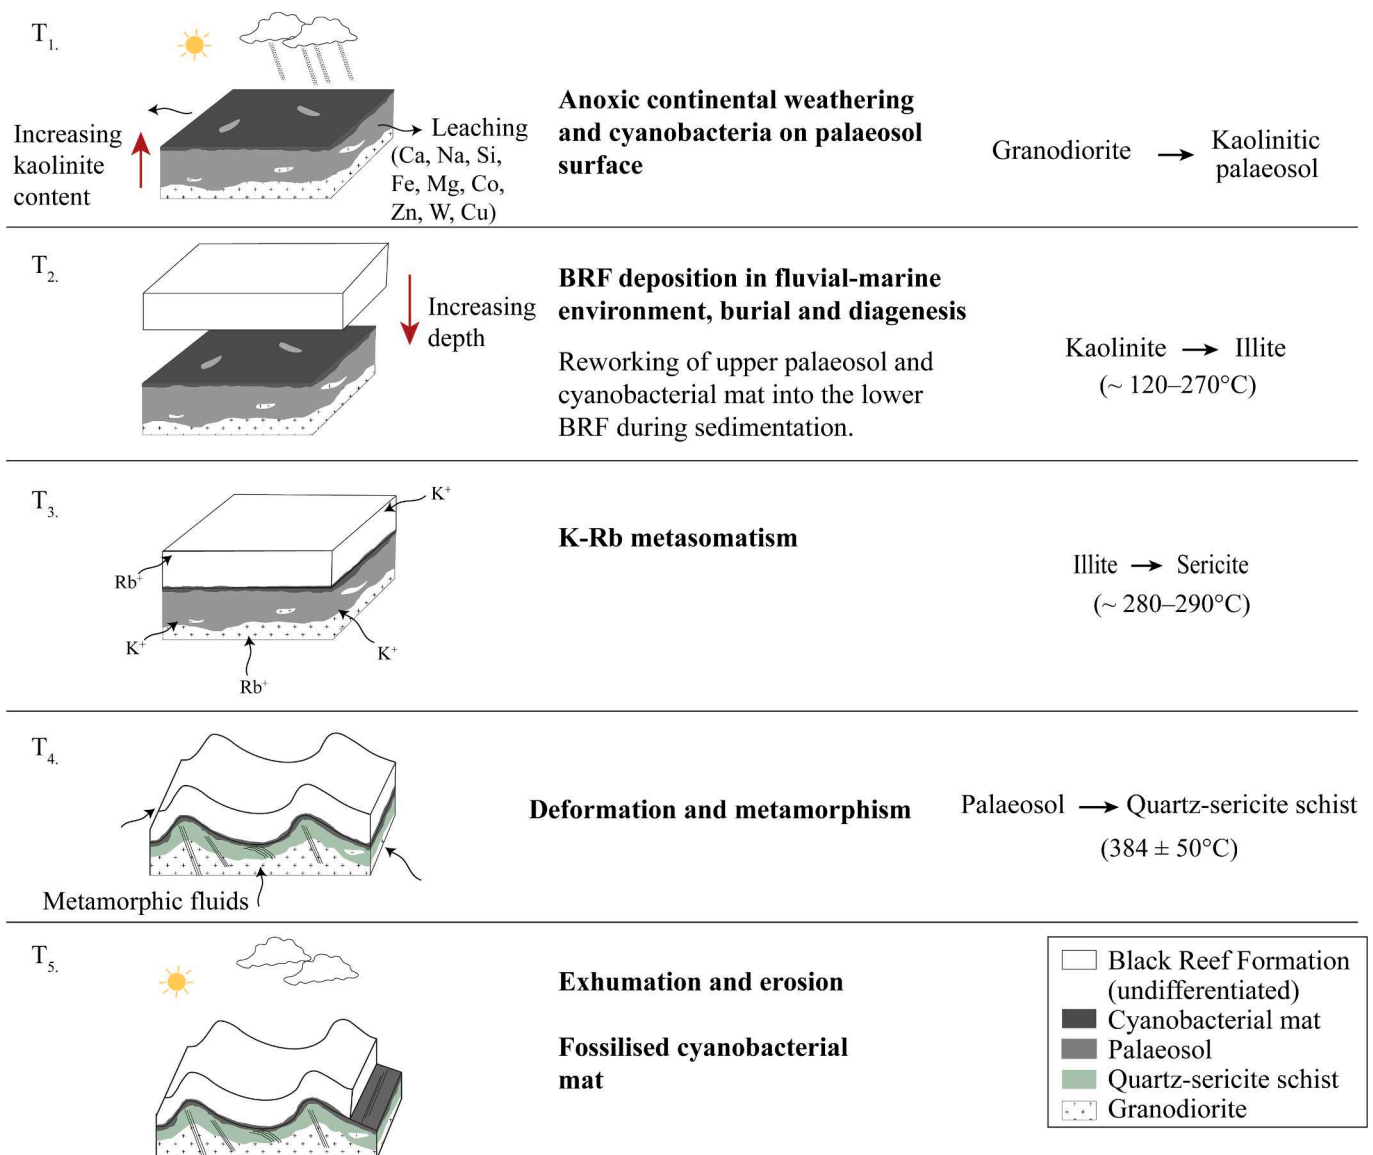 T1.
Increasing
kaolinite
content
Leaching
(Ca, Na, Si,
Fe, Mg, Co,
Zn, W, Cu)
Anoxic continental weathering
and cyanobacteria on palaeosol
surface
Granodiorite → Kaolinitic
palaeosol
T2.
Increasing
depth
BRF deposition in fluvial-marine
environment, burial and diagenesis
Reworking of upper palaeosol and
cyanobacterial mat into the lower
BRF during sedimentation.
Kaolinite → Illite
(~ 120–270°C)
T3.
K+
Rb+
K+
K+
Rb+
K-Rb metasomatism
Illite → Sericite
(~ 280–290°C)
T4.
Metamorphic fluids
Deformation and metamorphism
Palaeosol → Quartz-sericite schist
(384 ± 50°C)
T5.
Exhumation and erosion
Fossilised cyanobacterial
mat
Black Reef Formation
(undifferentiated)
Cyanobacterial mat
Palaeosol
Quartz-sericite schist
Granodiorite